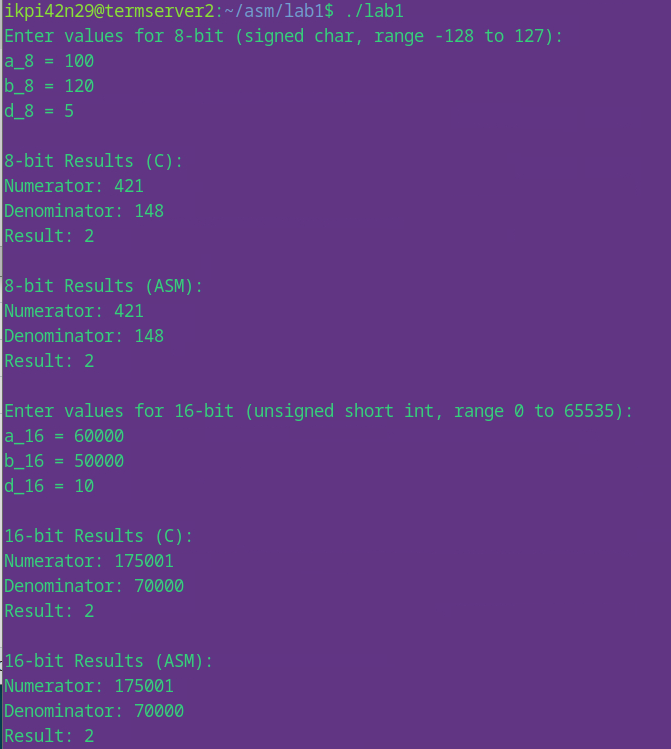 ikpi42n29@termserver2:~/asm/lab1$ ./lab1
Enter values for 8-bit (signed char, range -128 to 127):
a_8 = 100
b_8 = 120
d_8 = 5
8-bit Results (C):
Numerator: 421
Denominator: 148
Result: 2
8-bit Results (ASM):
Numerator: 421
Denominator: 148
Result: 2
Enter values for 16-bit (unsigned short int, range 0 to 65535):
a_16 = 60000
b_16 = 50000
d_16 = 10
16-bit Results (C):
Numerator: 175001
Denominator: 70000
Result: 2
16-bit Results (ASM):
Numerator: 175001
Denominator: 70000
Result: 2